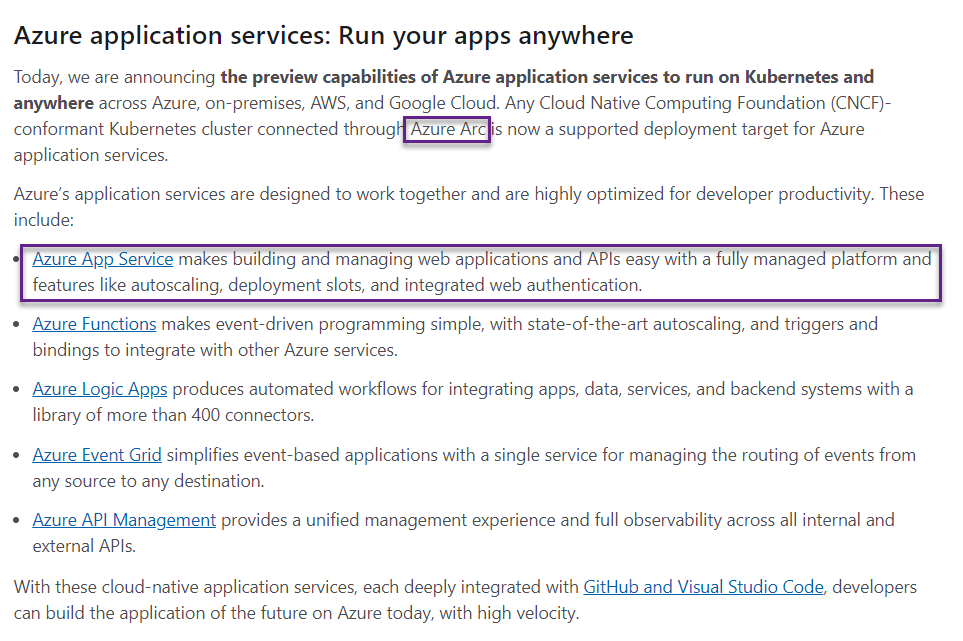 Azure application services: Run your apps anywhere
Today, we are announcing the preview capabilities of Azure application services to run on Kubernetes and
anywhere across Azure, on-premises, AWS, and Google Cloud. Any Cloud Native Computing Foundation (CNCF)-
conformant Kubernetes cluster connected through Azure Arc is now a supported deployment target for Azure
application services.
Azure’s application services are designed to work together and are highly optimized for developer productivity. These
include:
• Azure App Service makes building and managing web applications and APIs easy with a fully managed platform and
features like autoscaling, deployment slots, and integrated web authentication.
• Azure Functions makes event-driven programming simple, with state-of-the-art autoscaling, and triggers and
bindings to integrate with other Azure services.
• Azure Logic Apps produces automated workflows for integrating apps, data, services, and backend systems with a
library of more than 400 connectors.
• Azure Event Grid simplifies event-based applications with a single service for managing the routing of events from
any source to any destination.
• Azure API Management provides a unified management experience and full observability across all internal and
external APIs.
With these cloud-native application services, each deeply integrated with GitHub and Visual Studio Code, developers
can build the application of the future on Azure today, with high velocity.